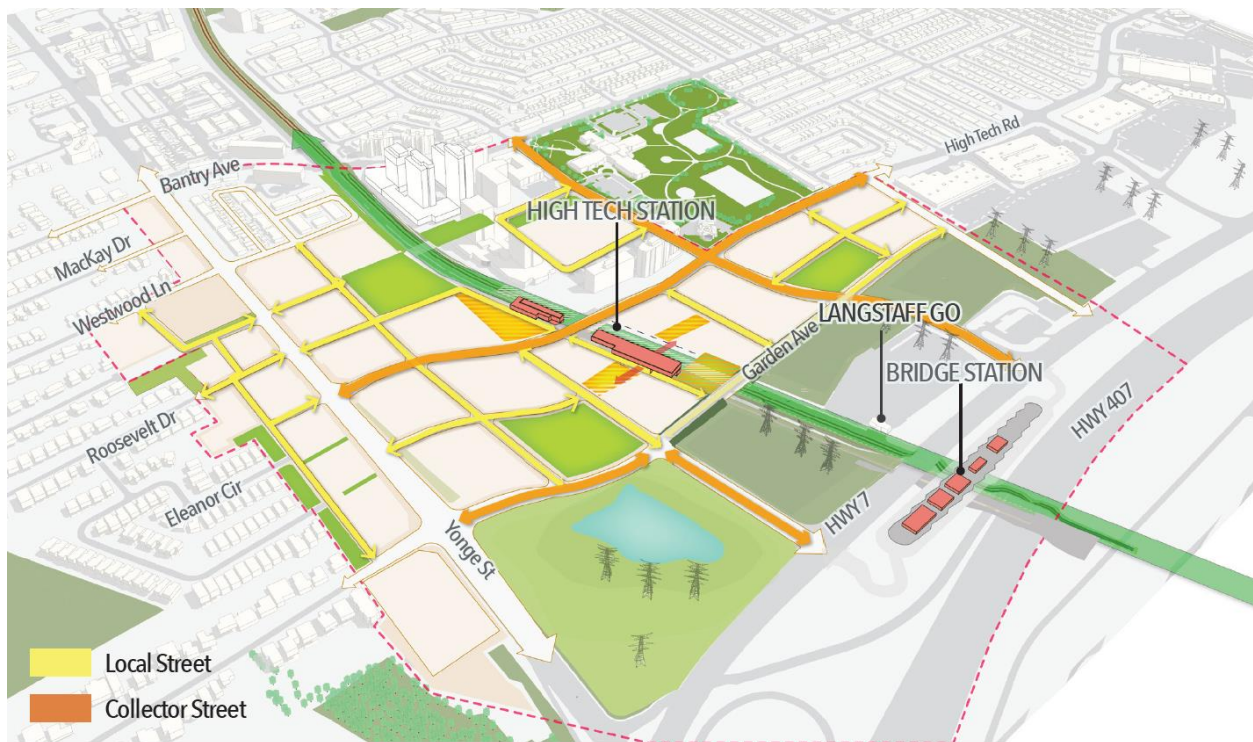 Bantry Ave
High Tech Rd
HIGH TECH STATION
MacKay Dr
Westwood Ln
LANGSTAFF GO
Garden Ave
BRIDGE STATION
HWY 407
Roosevelt Dr
Eleanor Cir
HWY 7
Yonge St
Local Street
Collector Street